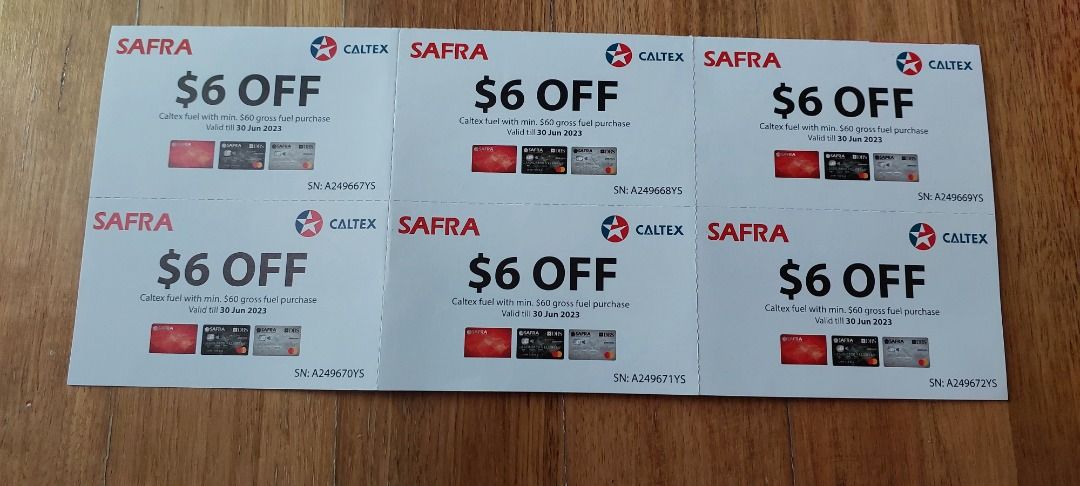 SAFRA CALTEX
$6 OFF
Caltex fuel with min. $60 gross fuel purchase
Valid till 30 Jun 2023
SN: A249667YS
SAFRA CALTEX
$6 OFF
Caltex fuel with min. $60 gross fuel purchase
Valid till 30 Jun 2023
SN: A249668YS
SAFRA CALTEX
$6 OFF
Caltex fuel with min. $60 gross fuel purchase
Valid till 30 Jun 2023
SN: A249669YS
SAFRA CALTEX
$6 OFF
Caltex fuel with min. $60 gross fuel purchase
Valid till 30 Jun 2023
SAFRA DBS
SN: A249670YS
SAFRA CALTEX
$6 OFF
Caltex fuel with min. $60 gross fuel purchase
Valid till 30 Jun 2023
SAFRA DBS
SN: A249671YS
SAFRA CALTEX
$6 OFF
Caltex fuel with min. $60 gross fuel purchase
Valid till 30 Jun 2023
SAFRA DBS
SN: A249672YS